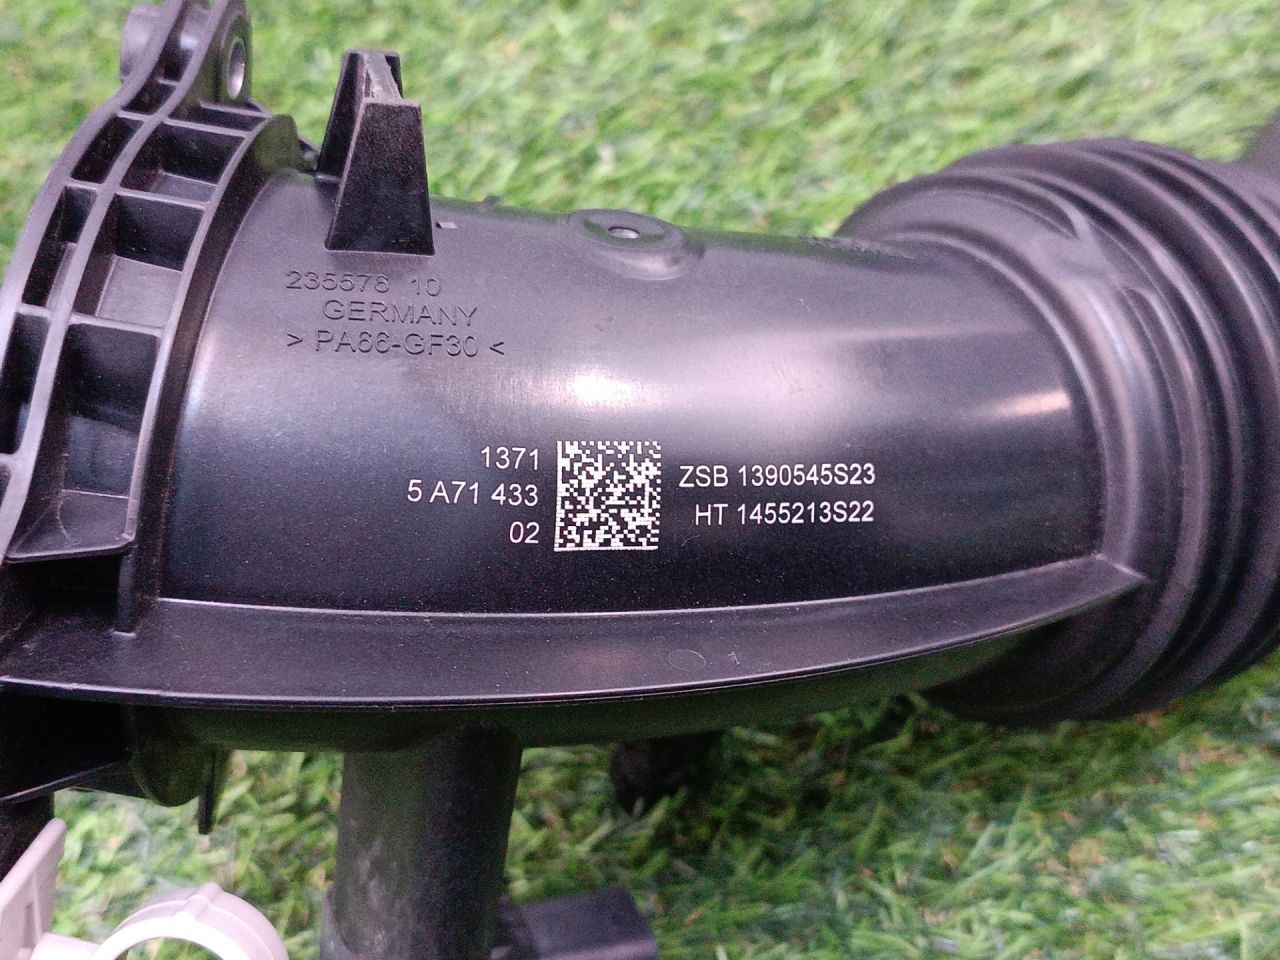 235576 10
GERMANY
> PA66-GF30 <
1371
5 A71 433
02
ZSB 1390545S23
HT 1455213S22